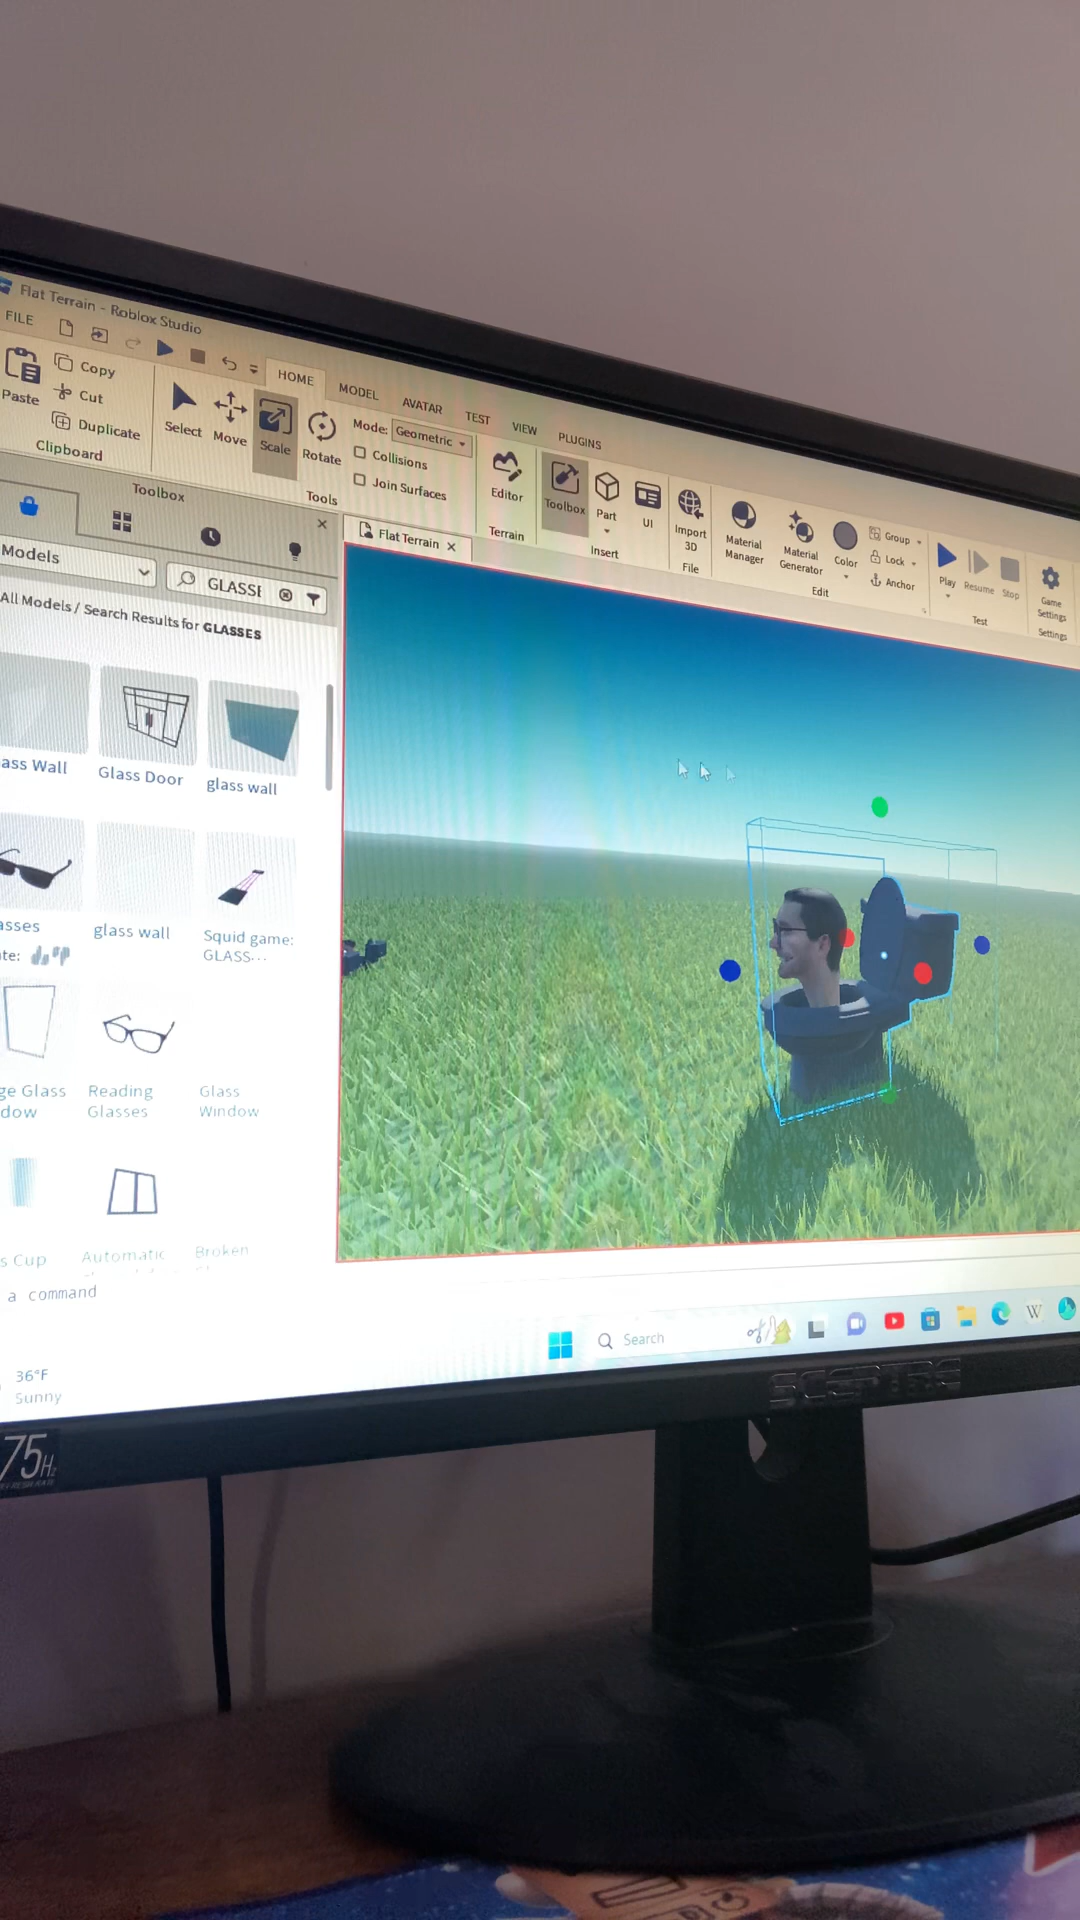 Flat Terrain - Roblox Studio
FILE
HOME
MODEL
AVATAR
TEST
VIEW
PLUGINS
Paste
Copy
Cut
Duplicate
Clipboard
Select
Move
Scale
Rotate
Mode: Geometric
Collisions
Join Surfaces
Tools
Editor
Terrain
Toolbox
Part
UI
Insert
Import
3D
File
Material
Manager
Material
Generator
Color
Group
Lock
Anchor
Edit
Play
Resume
Stop
Test
Game
Settings
Settings
Toolbox
Models
GLASSE
All Models / Search Results for GLASSES
ass Wall
Glass Door
glass wall
asses
te:
glass wall
Squid game:
GLASS...
ge Glass
dow
Reading
Glasses
Glass
Window
s Cup
Automatic
Broken
a command
Flat Terrain
36°F
Sunny
Search
W
SCEPTRE
75Hz